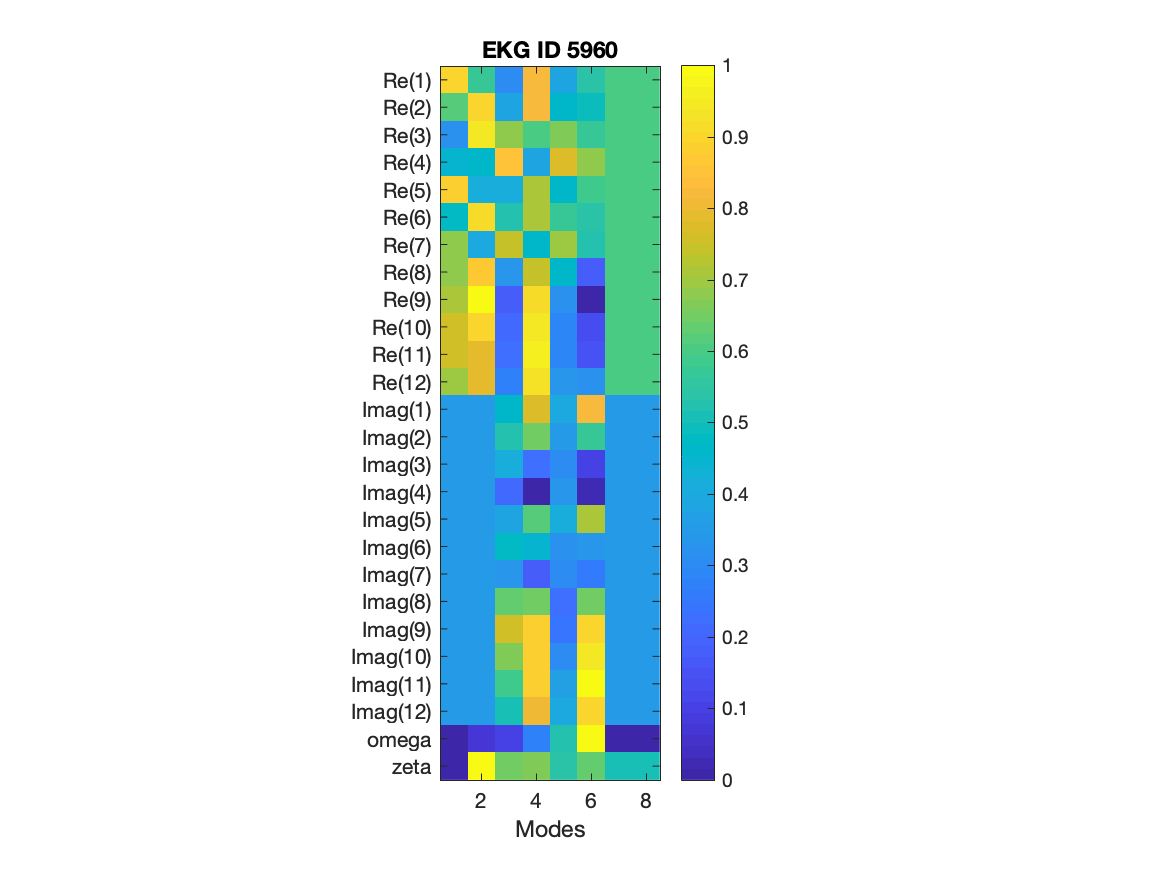 EKG ID 5960
Re(1)
Re(2)
Re(3)
Re(4)
Re(5)
Re(6)
Re(7)
Re(8)
Re(9)
Re(10)
Re(11)
Re(12)
Imag(1)
Imag(2)
Imag(3)
Imag(4)
Imag(5)
Imag(6)
Imag(7)
Imag(8)
Imag(9)
Imag(10)
Imag(11)
Imag(12)
omega
zeta
2 4 6 8
Modes
1
0.9
0.8
0.7
0.6
0.5
0.4
0.3
0.2
0.1
0